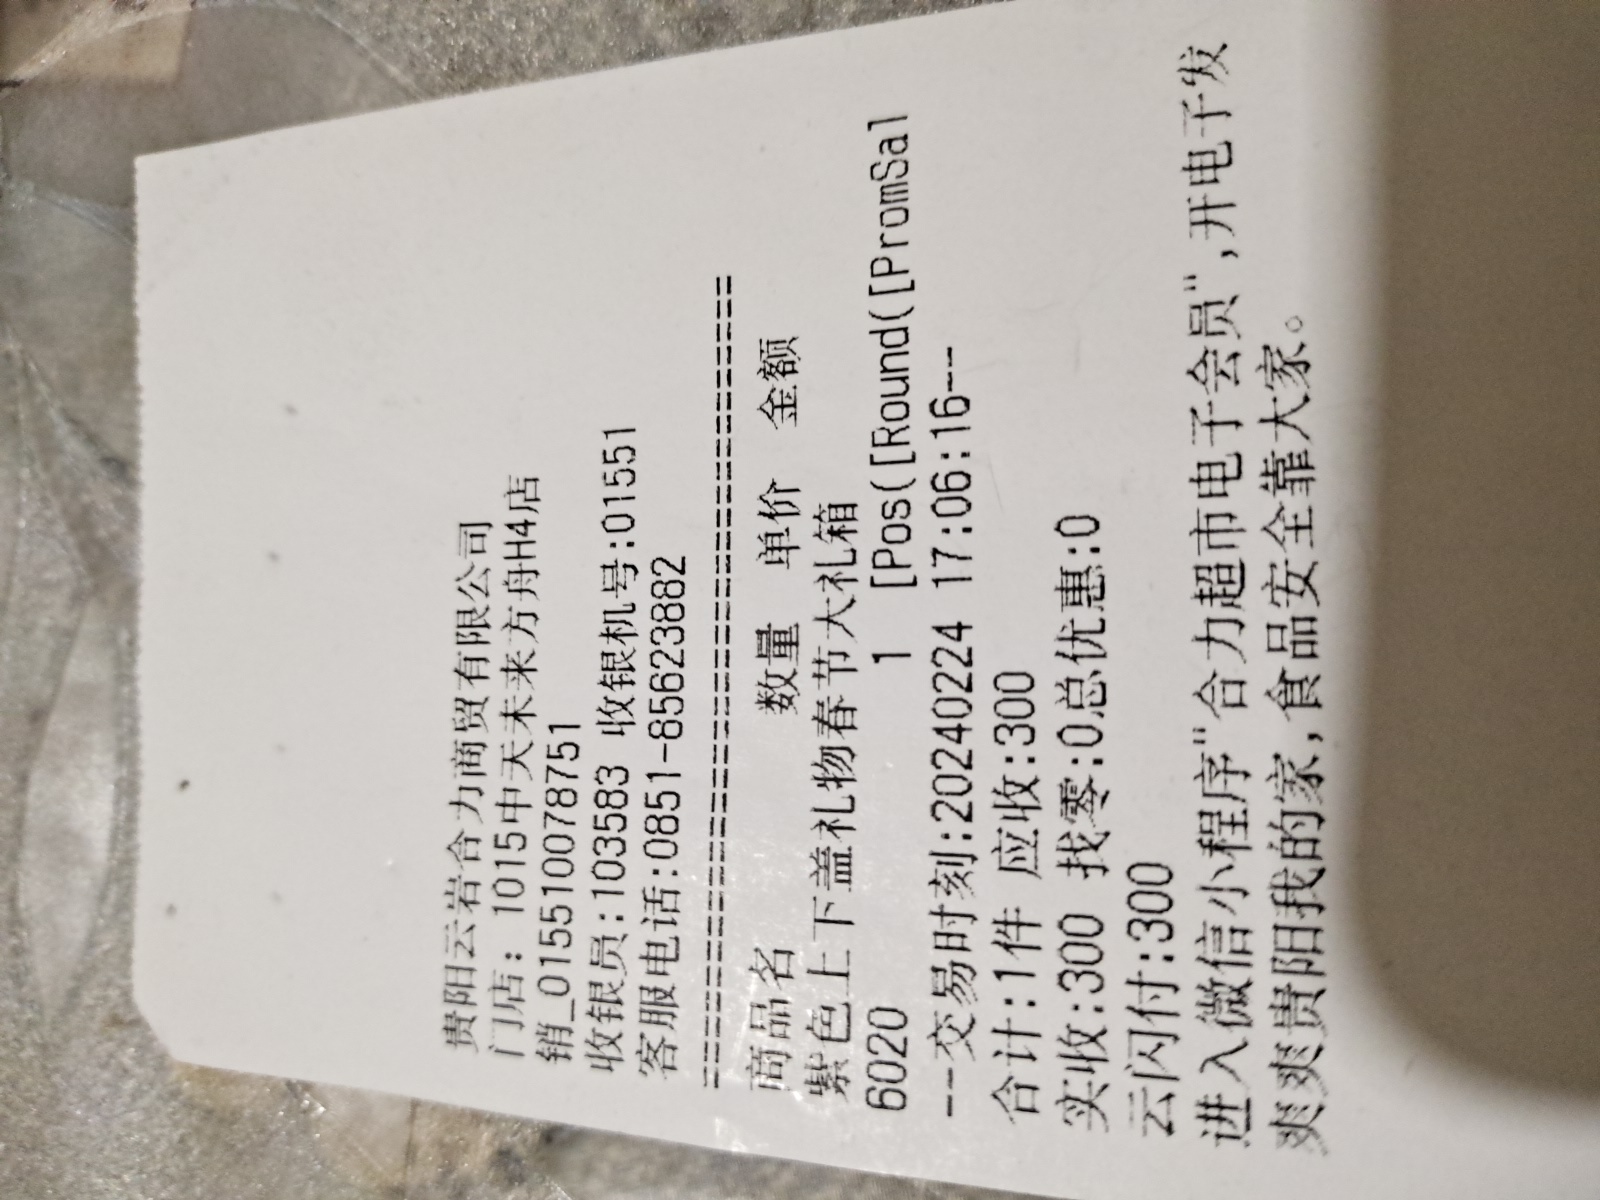 贵阳云岩合力商贸有限公司
门店: 1015中天未来方舟H4店
销_015510078751
收银员:103583 收银机号:01551
客服电话:0851-85623882
========================================
商品名 数量 单价 金额
紫色上下盖礼物春节大礼箱
6020 1 [Pos([Round([PromSal
--交易时刻:20240224 17:06:16--
合计:1件 应收:300
实收:300 找零:0总优惠:0
云闪付:300
进入微信小程序"合力超市电子会员",开电子发
爽爽贵阳我的家,食品安全靠大家。